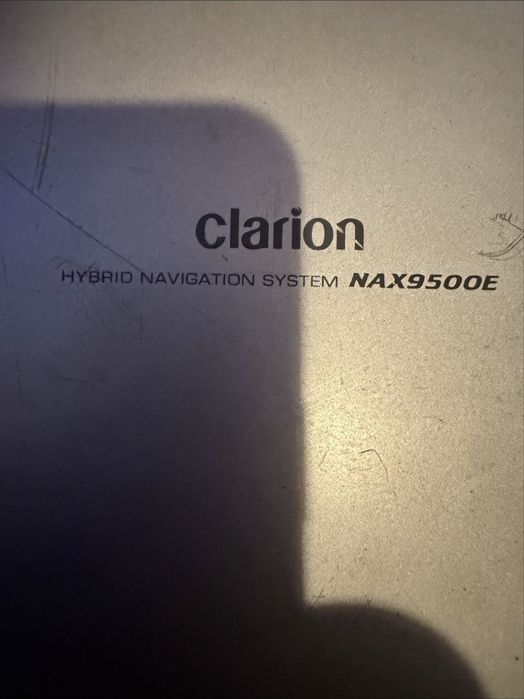 clarion
HYBRID NAVIGATION SYSTEM NAX9500E